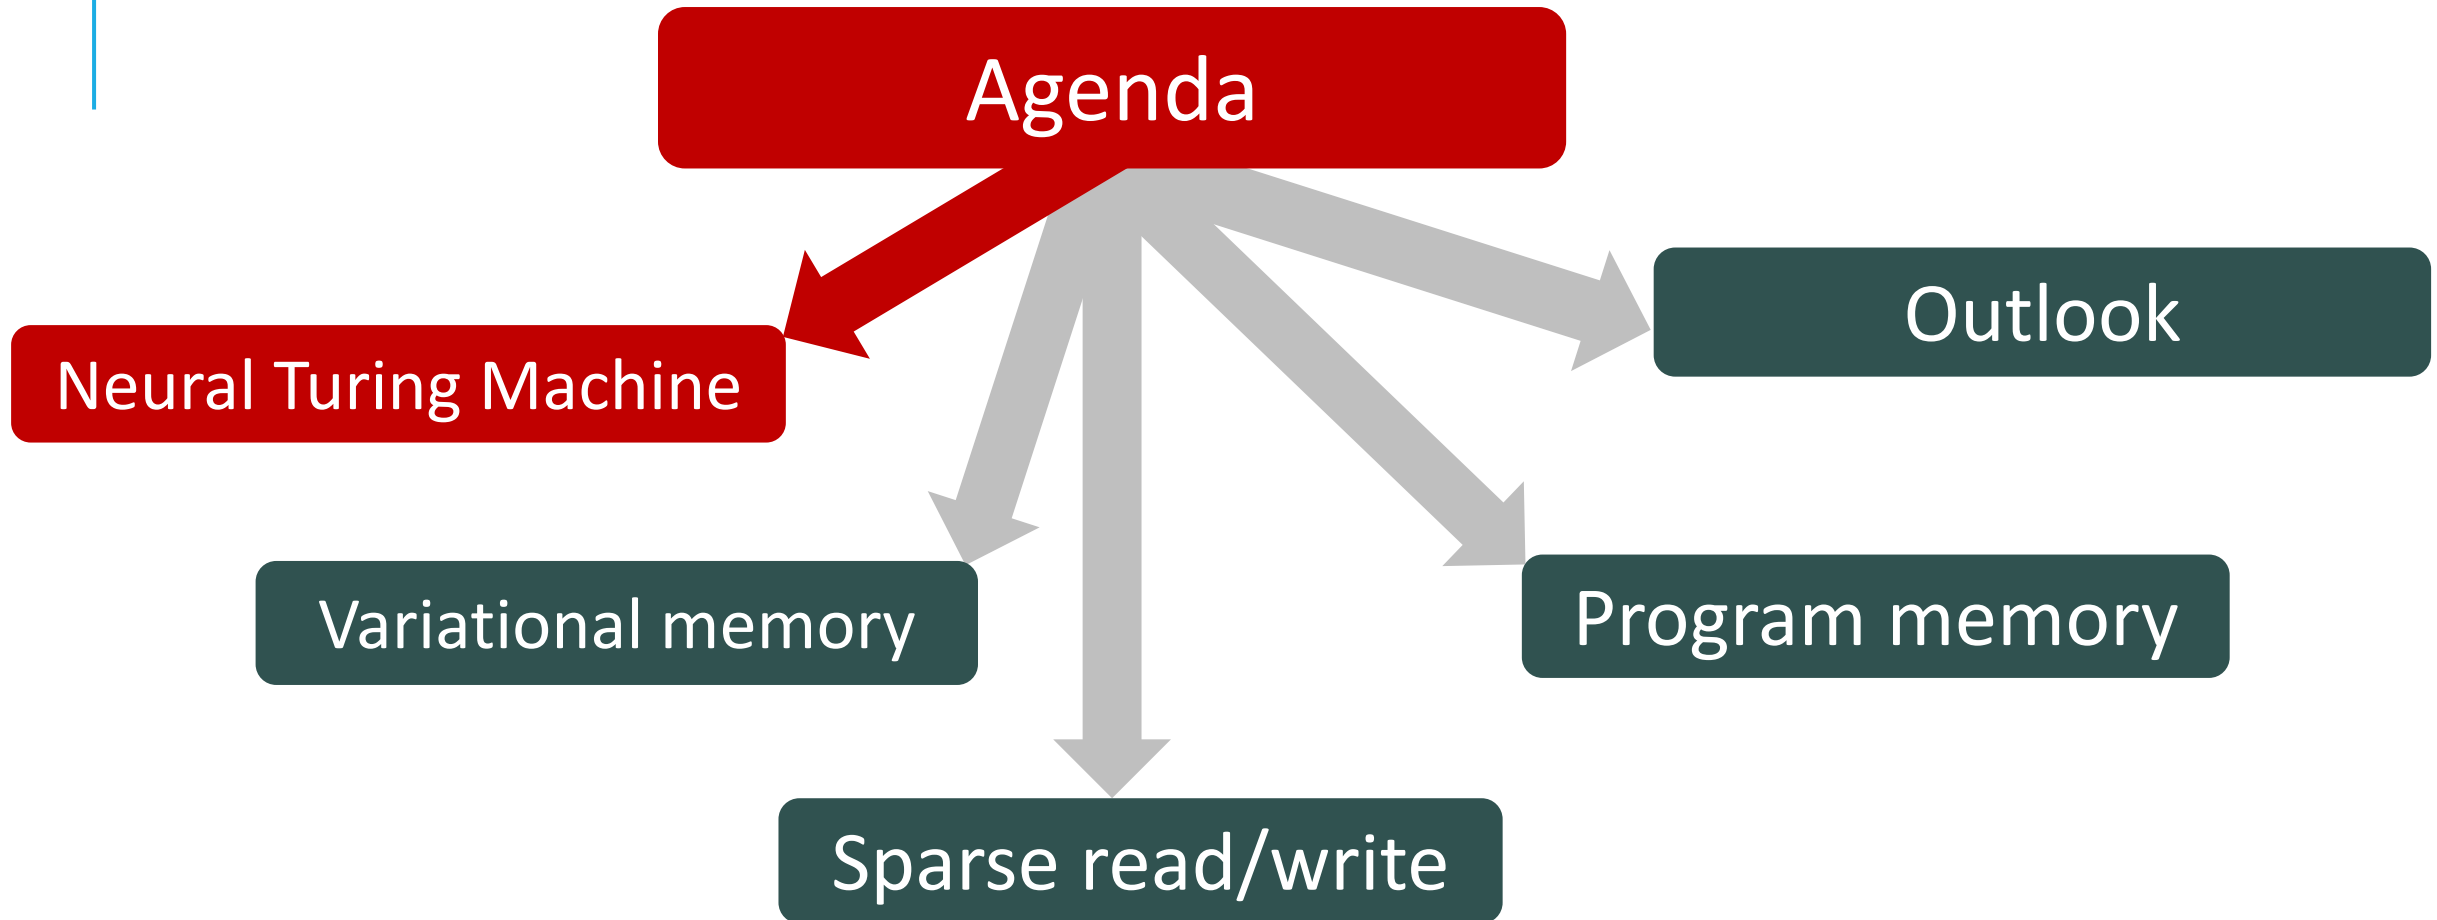 Agenda
Neural Turing Machine
Variational memory
Sparse read/write
Program memory
Outlook